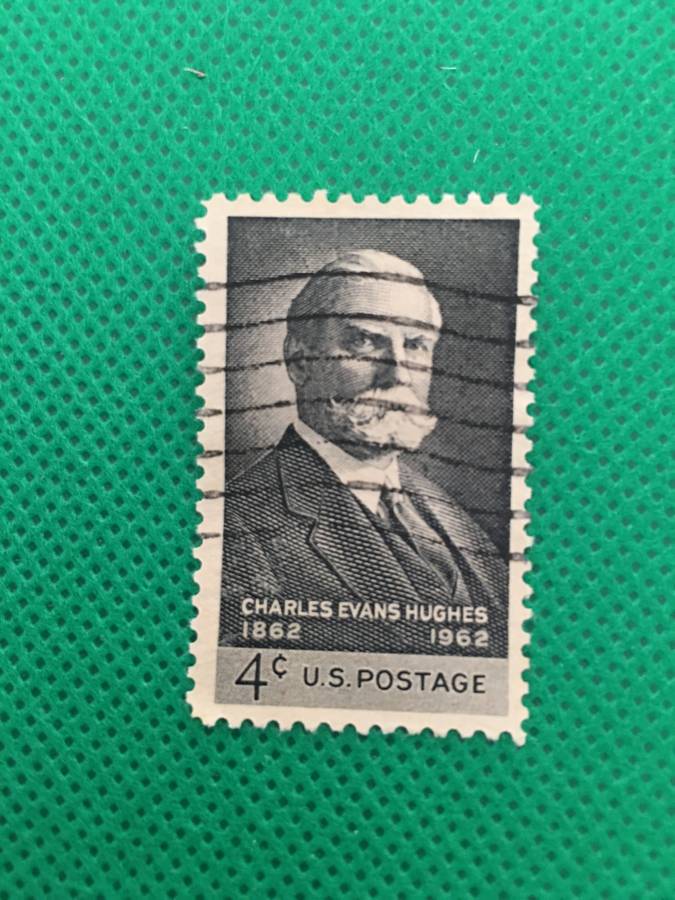 CHARLES EVANS HUGHES
1862 1962
4¢ U.S. POSTAGE